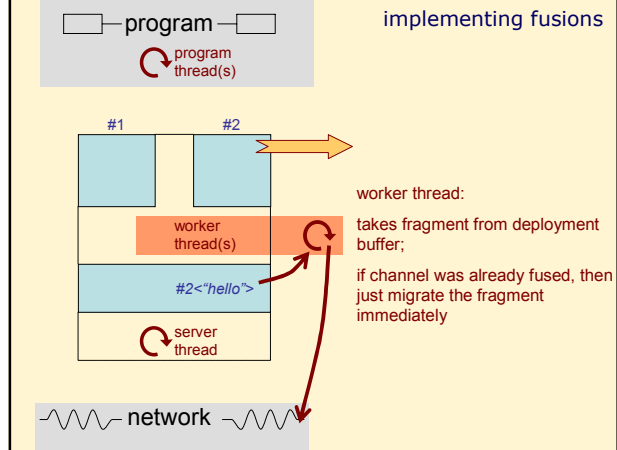 implementing fusions
program
program
thread(s)
#1
#2
worker
thread(s)
#2<“hello”>
server
thread
network
worker thread:
takes fragment from deployment
buffer;
if channel was already fused, then
just migrate the fragment
immediately